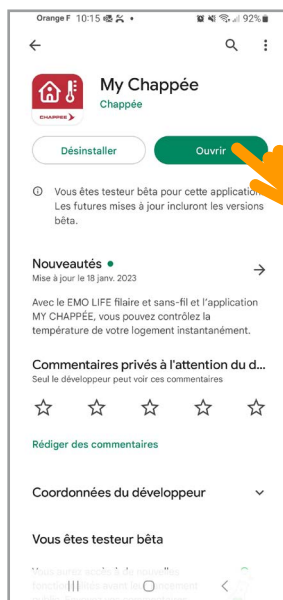 Orange F 10:15
92%
My Chappée
CHAPPEE
Chappée
Désinstaller
Ouvrir
Vous êtes testeur bêta pour cette application.
Les futures mises à jour incluront les versions
bêta.
Nouveautés
Mise à jour le 18 janv. 2023
Avec le EMO LIFE filaire et sans-fil et l'application
MY CHAPPÉE, vous pouvez contrôlez la
température de votre logement instantanément.
Commentaires privés à l'attention du d...
Seul le développeur peut voir ces commentaires
Rédiger des commentaires
Coordonnées du développeur
Vous êtes testeur bêta